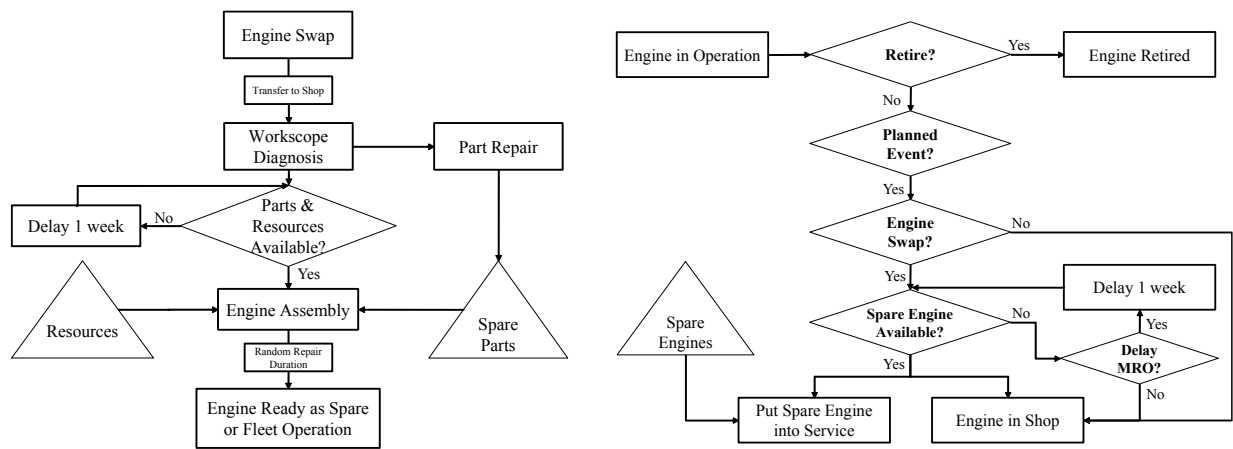 Engine Swap
Transfer to Shop
Workscope
Diagnosis
Part Repair
Parts &
Resources
Available?
No
Delay 1 week
Yes
Resources
Engine Assembly
Spare
Parts
Random Repair
Duration
Engine Ready as Spare
or Fleet Operation
Engine in Operation
Retire?
Yes
Engine Retired
No
Planned
Event?
Yes
Engine
Swap?
No
Yes
Delay 1 week
Spare Engine
Available?
No
Yes
Spare
Engines
Delay
MRO?
Yes
No
Put Spare Engine
into Service
Engine in Shop